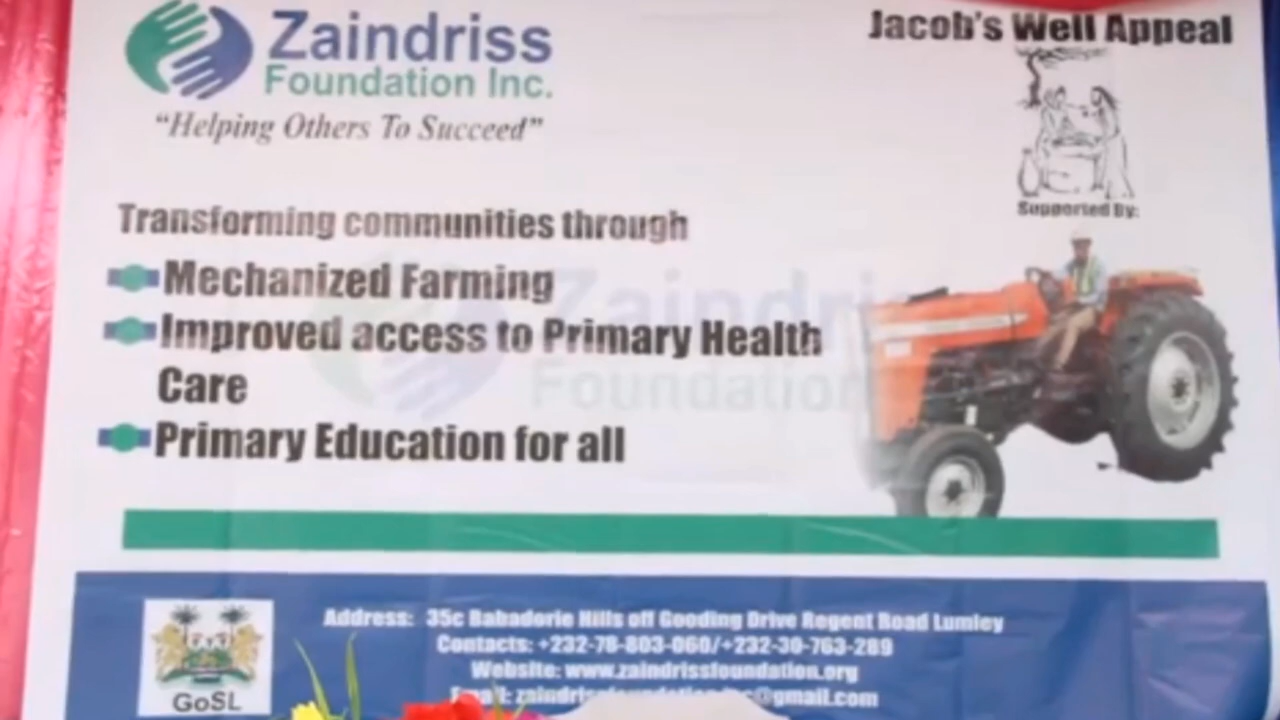 Zaindriss
Foundation Inc.
“Helping Others To Succeed”
Jacob's Well Appeal
Supported By:
Transforming communities through
Mechanized Farming
Improved access to Primary Health
Care
Primary Education for all
Zaindriss
Foundation
GoSL
Address: 35c Babadorie Hills off Gooding Drive Regent Road Lumley
Contacts: +232-78-803-060/+232-30-763-289
Website: www.zaindrissfoundation.org